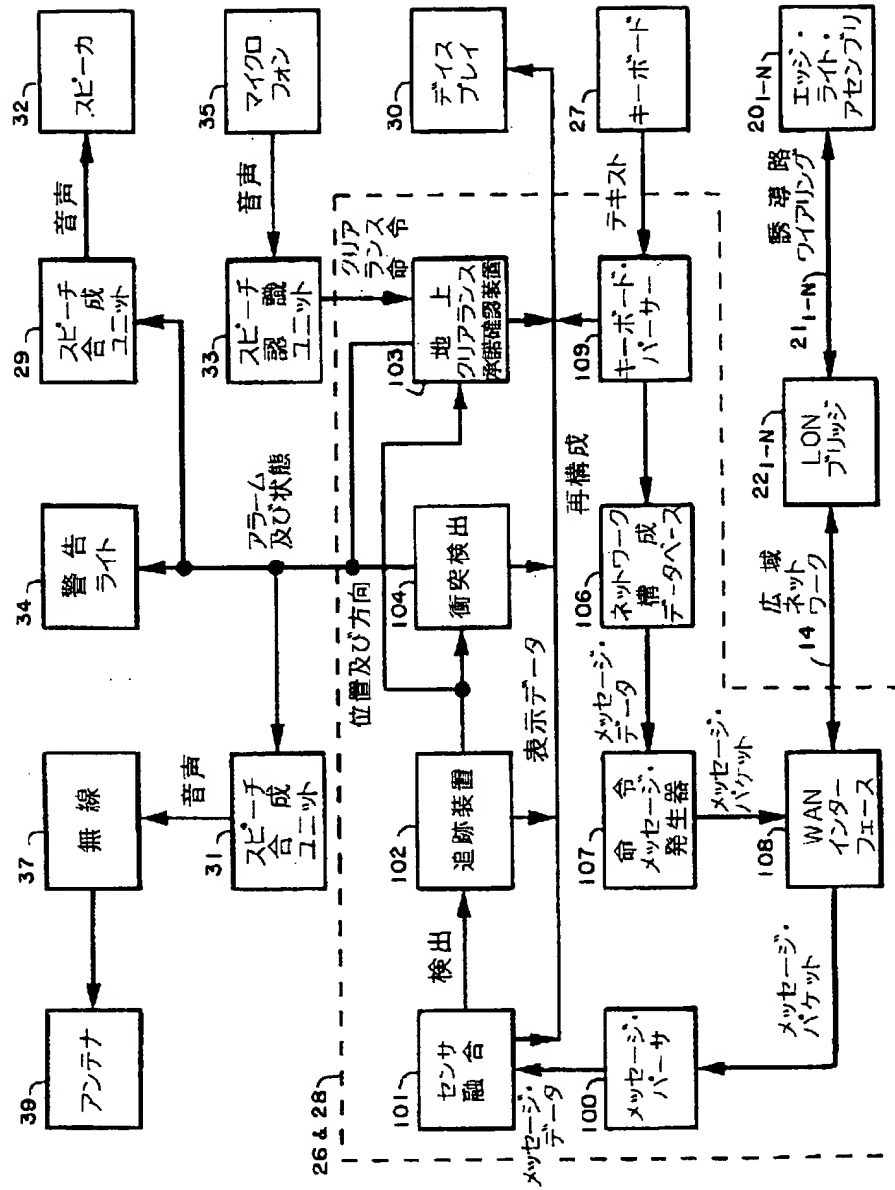 39
アンテナ
37
無線
音声
31
スピーチ
合成
ユニット
34
警告
ライト
アラーム
及び状態
29
スピーチ
合成
ユニット
音声
32
スピーカ
35
マイクロ
フォン
音声
33
スピーチ
認識
ユニット
クリア
ランス命
令
26 & 28
101
センサ
融合
検出
102
追跡装置
位置及び方向
104
衝突検出
103
地上
クリアランス
承諾確認装置
30
ディス
プレイ
表示データ
メッセージ・
データ
100
メッセージ・
パーサ
メッセージ・
パケット
107
命令
メッセージ・
発生器
メッセージ・
データ
106
ネットワーク
構成
データベース
再構成
109
キーボード・
パーサー
テキスト
27
キーボード
メッセージ・
パケット
108
WAN
インター
フェース
14
広域
ネット
ワーク
22 1-N
LON
ブリッジ
21 1-N
誘導路
ワイアリング
20 1-N
エッジ・
ライト・
アセンブリ